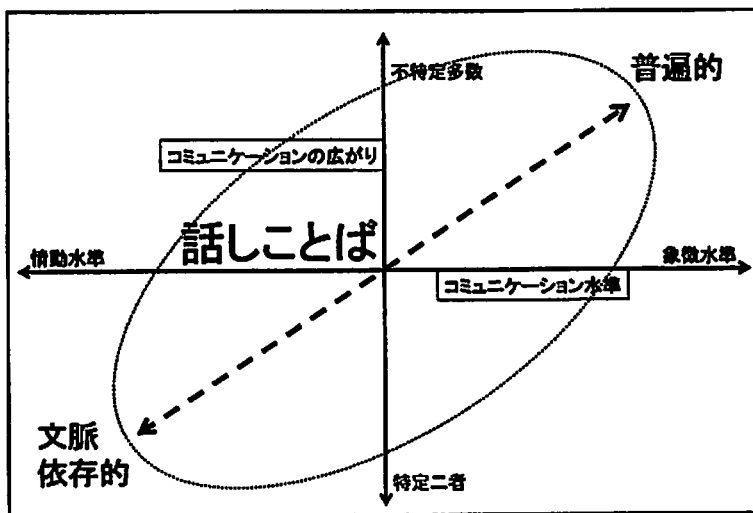 不特定多数
普遍的
コミュニケーションの広がり
話しことば
情動水準
象徴水準
コミュニケーション水準
文脈
依存的
特定二者